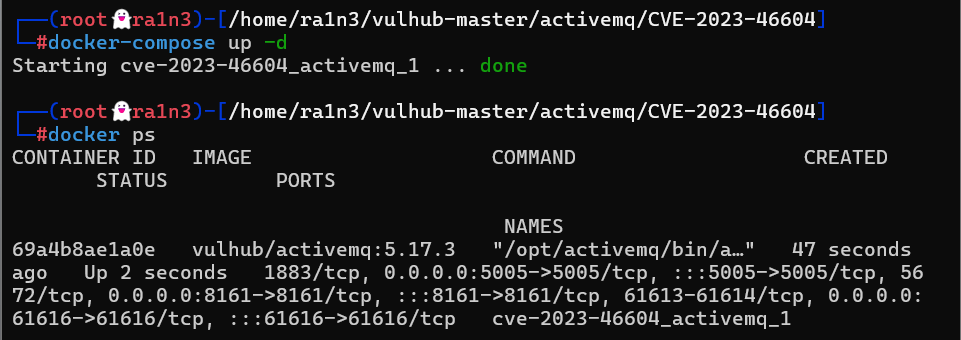 ┌──(root👻ra1n3)-[/home/ra1n3/vulhub-master/activemq/CVE-2023-46604]
└─#docker-compose up -d
Starting cve-2023-46604_activemq_1 ... done
┌──(root👻ra1n3)-[/home/ra1n3/vulhub-master/activemq/CVE-2023-46604]
└─#docker ps
CONTAINER ID   IMAGE                    COMMAND                  CREATED
       STATUS         PORTS
                                         NAMES
69a4b8ae1a0e   vulhub/activemq:5.17.3   "/opt/activemq/bin/a…"   47 seconds
ago   Up 2 seconds   1883/tcp, 0.0.0.0:5005->5005/tcp, :::5005->5005/tcp, 56
72/tcp, 0.0.0.0:8161->8161/tcp, :::8161->8161/tcp, 61613-61614/tcp, 0.0.0.0:
61616->61616/tcp, :::61616->61616/tcp   cve-2023-46604_activemq_1